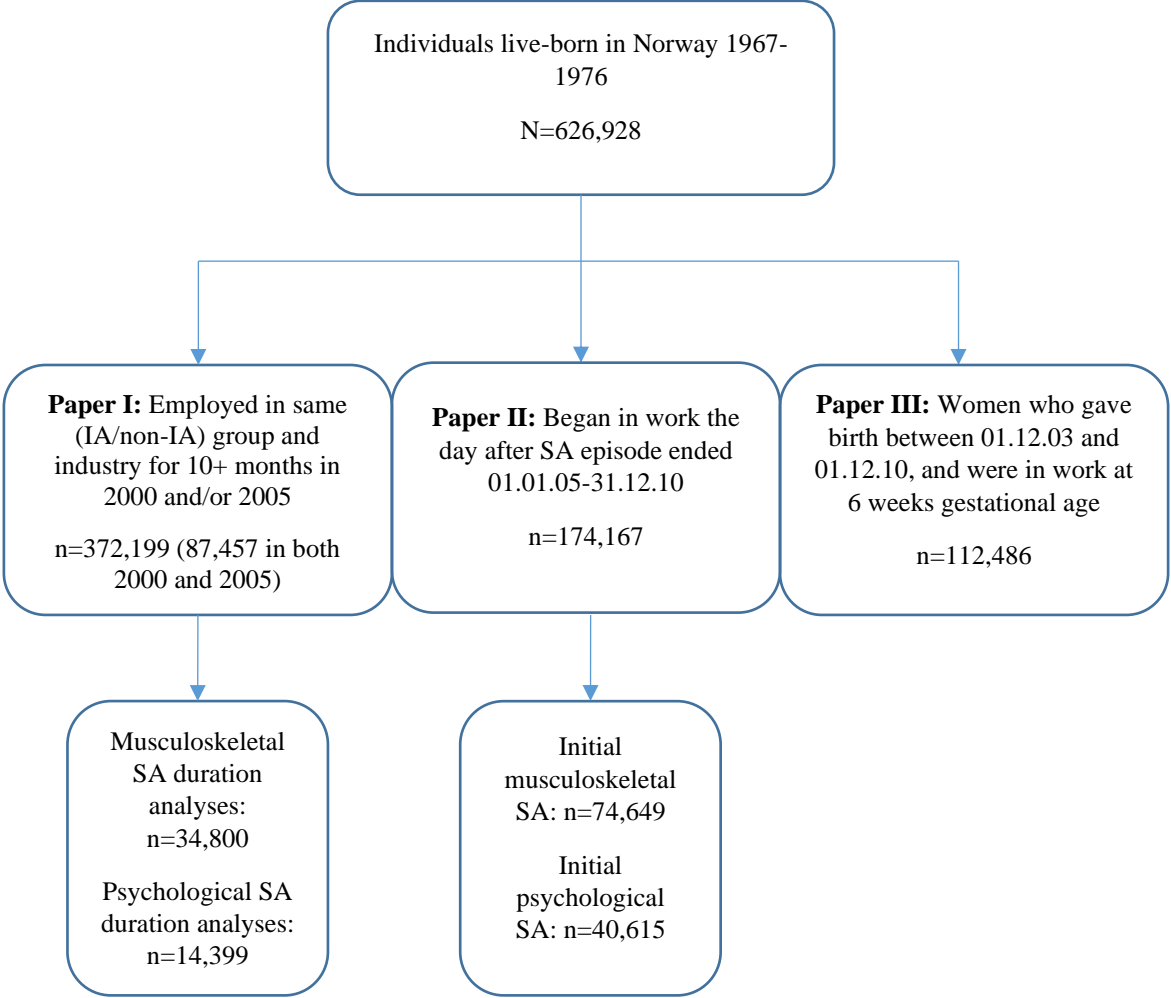 Individuals live-born in Norway 1967-
1976
N=626,928
Paper I: Employed in same
(IA/non-IA) group and
industry for 10+ months in
2000 and/or 2005
n=372,199 (87,457 in both
2000 and 2005)
Paper II: Began in work the
day after SA episode ended
01.01.05-31.12.10
n=174,167
Paper III: Women who gave
birth between 01.12.03 and
01.12.10, and were in work at
6 weeks gestational age
n=112,486
Musculoskeletal
SA duration
analyses:
n=34,800
Psychological SA
duration analyses:
n=14,399
Initial
musculoskeletal
SA: n=74,649
Initial
psychological
SA: n=40,615